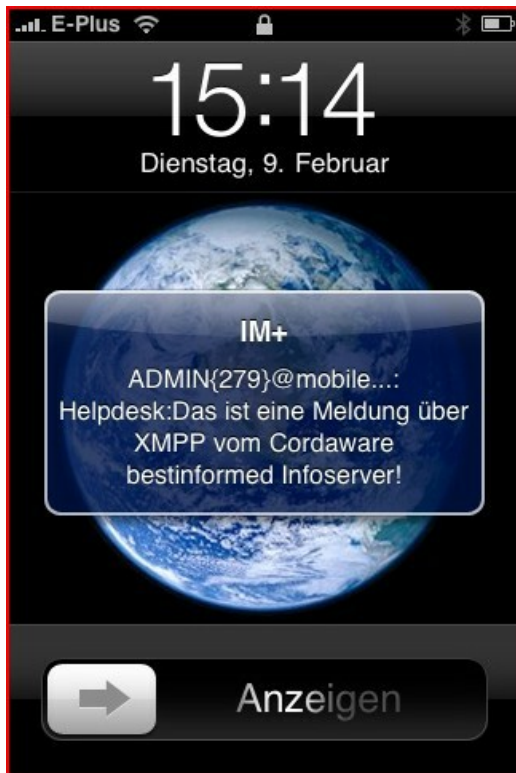 E-Plus
15:14
Dienstag, 9. Februar
IM+
ADMIN{279}@mobile...:
Helpdesk:Das ist eine Meldung über
XMPP vom Cordaware
bestinformed Infoserver!
Anzeigen